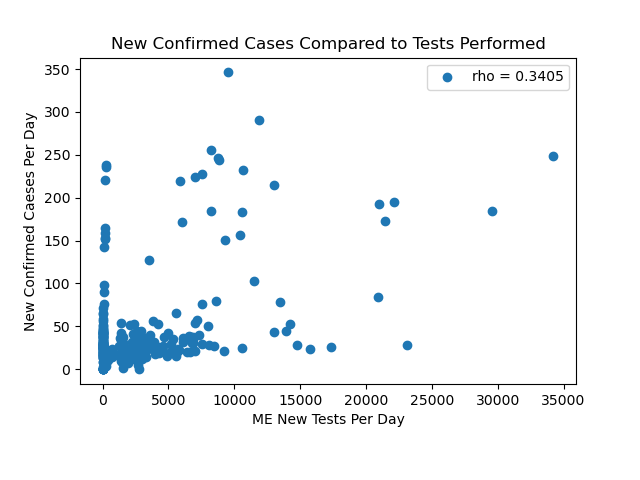 New Confirmed Cases Compared to Tests Performed
rho = 0.3405
New Confirmed Caeses Per Day
350
300
250
200
150
100
50
0
0 5000 10000 15000 20000 25000 30000 35000
ME New Tests Per Day